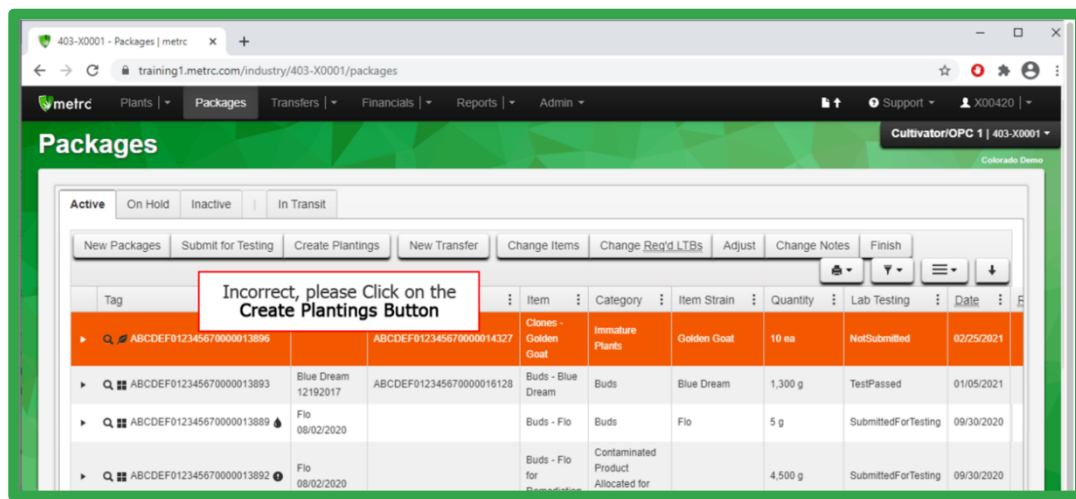 403-X0001 - Packages | metrc
training1.metrc.com/industry/403-X0001/packages
metrc Plants Packages Transfers Financials Reports Admin Support X00420
Packages
Cultivator/OPC 1 | 403-X0001
Colorado Demo
Active On Hold Inactive In Transit
New Packages Submit for Testing Create Plantings New Transfer Change Items Change Req'd LTBs Adjust Change Notes Finish
Incorrect, please Click on the
Create Plantings Button
Tag Item Category Item Strain Quantity Lab Testing Date
ABCDEF012345670000013896 ABCDEF012345670000014327 Clones - Golden Goat Immature Plants Golden Goat 10 ea NotSubmitted 02/25/2021
ABCDEF012345670000013893 Blue Dream 12192017 ABCDEF012345670000016128 Buds - Blue Dream Buds Blue Dream 1,300 g TestPassed 01/05/2021
ABCDEF012345670000013889 Flo 08/02/2020 Buds - Flo Buds Flo 5 g SubmittedForTesting 09/30/2020
ABCDEF012345670000013892 Flo 08/02/2020 Buds - Flo for Remediation Contaminated Product Allocated for 4,500 g SubmittedForTesting 09/30/2020